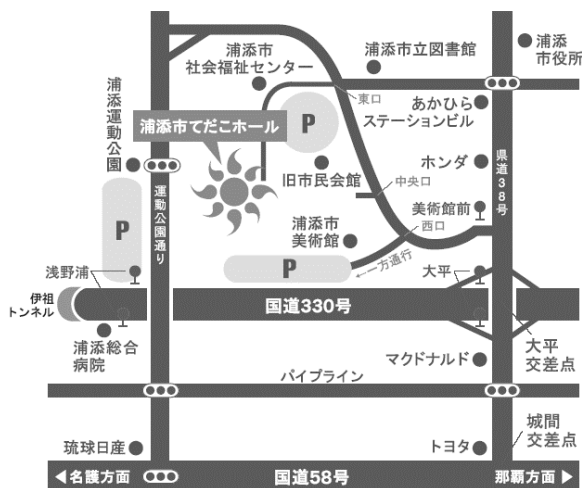 浦添市
社会福祉センター
浦添市立図書館
浦添
市役所
東口
あかひら
ステーションビル
P
浦添市てだこホール
浦添運動公園
旧市民会館
ホンダ
県道38号
中央口
美術館前
運動公園通り
P
浦添市
美術館
西口
P
←一方通行
浅野浦
大平
伊祖
トンネル
国道330号
浦添総合
病院
マクドナルド
大平
交差点
パイプライン
城間
交差点
琉球日産
トヨタ
◀名護方面
国道58号
那覇方面▶